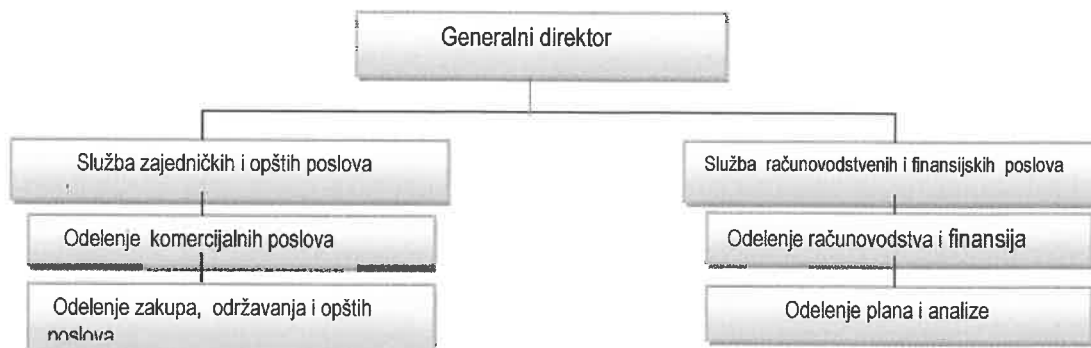 Generalni direktor
Služba zajedničkih i opštih poslova
Odelenje komercijalnih poslova
Odelenje zakupa, održavanja i opštih
poslova
Služba računovodstvenih i finansijskih poslova
Odelenje računovodstva i finansija
Odelenje plana i analize